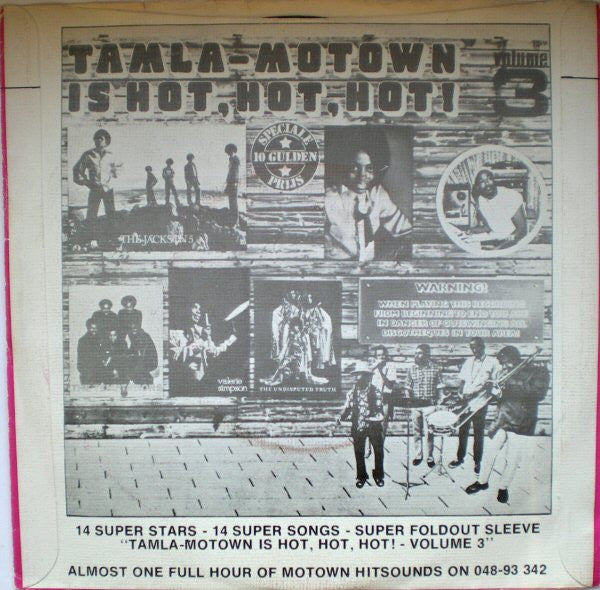 TAMLA-MOTOWN
volume
IS HOT, HOT, HOT!
3
SPECIALE
10 GULDEN
PRIJS
THE JACKSON 5
WARNING!
WHEN PLAYING THIS RECORDING
FROM BEGINNING TO END YOU ARE
IN DANGER OF OUTSWINGING ALL
DISCOTHEQUES IN YOUR AREA!
valerie
simpson
THE UNDISPUTED TRUTH
14 SUPER STARS - 14 SUPER SONGS - SUPER FOLDOUT SLEEVE
"TAMLA-MOTOWN IS HOT, HOT, HOT! - VOLUME 3"
ALMOST ONE FULL HOUR OF MOTOWN HITSOUNDS ON 048-93 342